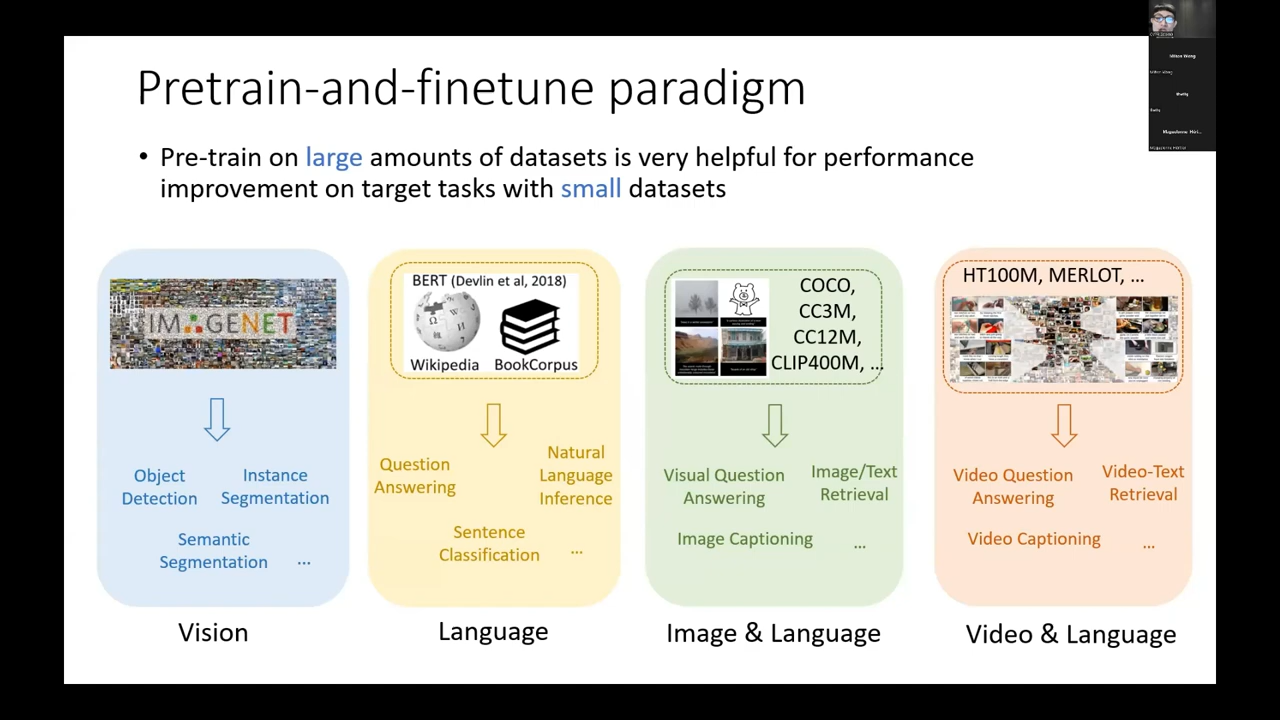 Pretrain-and-finetune paradigm
• Pre-train on large amounts of datasets is very helpful for performance
improvement on target tasks with small datasets
IMAGENET
Object
Detection
Instance
Segmentation
Semantic
Segmentation
...
Vision
BERT (Devlin et al, 2018)
Wikipedia
BookCorpus
Question
Answering
Natural
Language
Inference
Sentence
Classification
...
Language
COCO,
CC3M,
CC12M,
CLIP400M, ...
Visual Question
Answering
Image/Text
Retrieval
Image Captioning
...
Image & Language
HT100M, MERLOT, ...
Video Question
Answering
Video-Text
Retrieval
Video Captioning
...
Video & Language